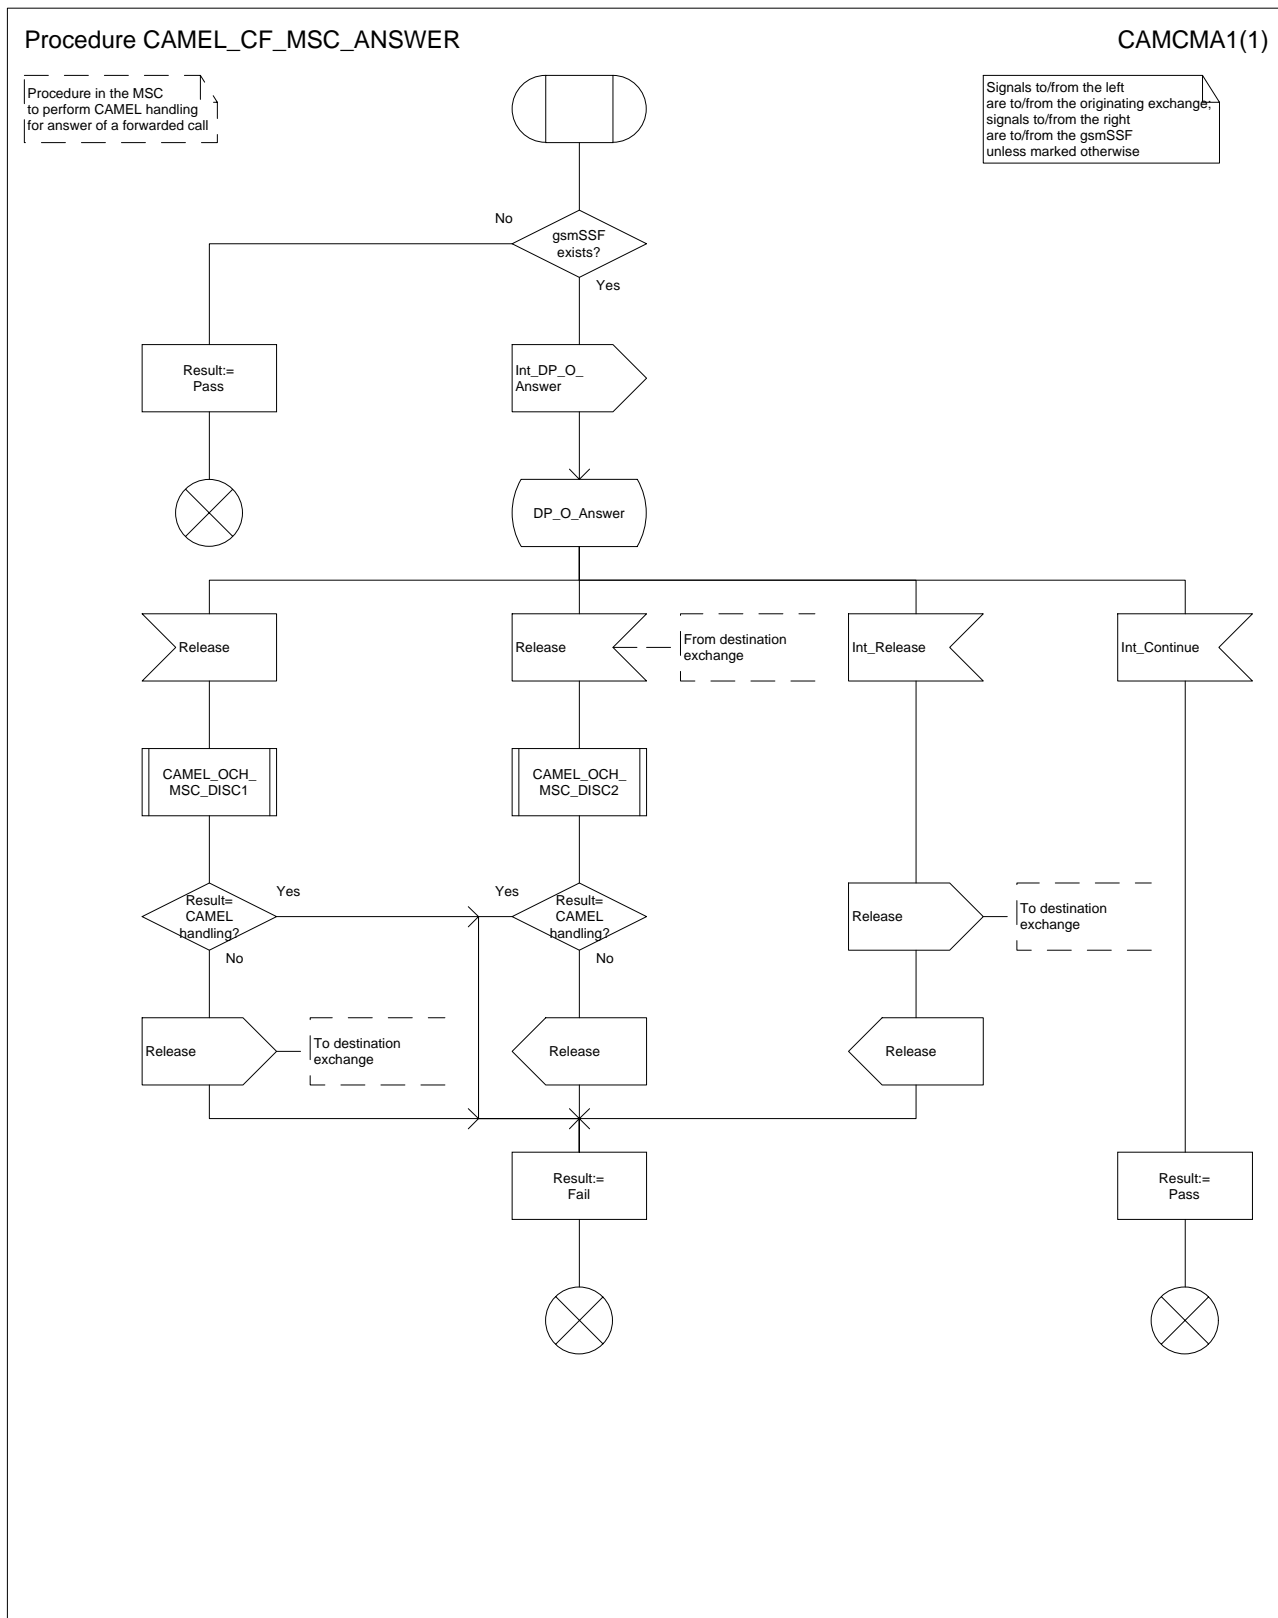 Procedure CAMEL_CF_MSC_ANSWER
CAMCMA1(1)
Procedure in the MSC
to perform CAMEL handling
for answer of a forwarded call
Signals to/from the left
are to/from the originating exchange;
signals to/from the right
are to/from the gsmSSF
unless marked otherwise
No
gsmSSF
exists?
Yes
Result:=
Pass
Int_DP_O_
Answer
DP_O_Answer
Release
Release
From destination
exchange
Int_Release
Int_Continue
CAMEL_OCH_
MSC_DISC1
CAMEL_OCH_
MSC_DISC2
Result=
CAMEL
handling?
Yes
No
Yes
Result=
CAMEL
handling?
No
Release
To destination
exchange
Release
To destination
exchange
Release
Release
Result:=
Fail
Result:=
Pass